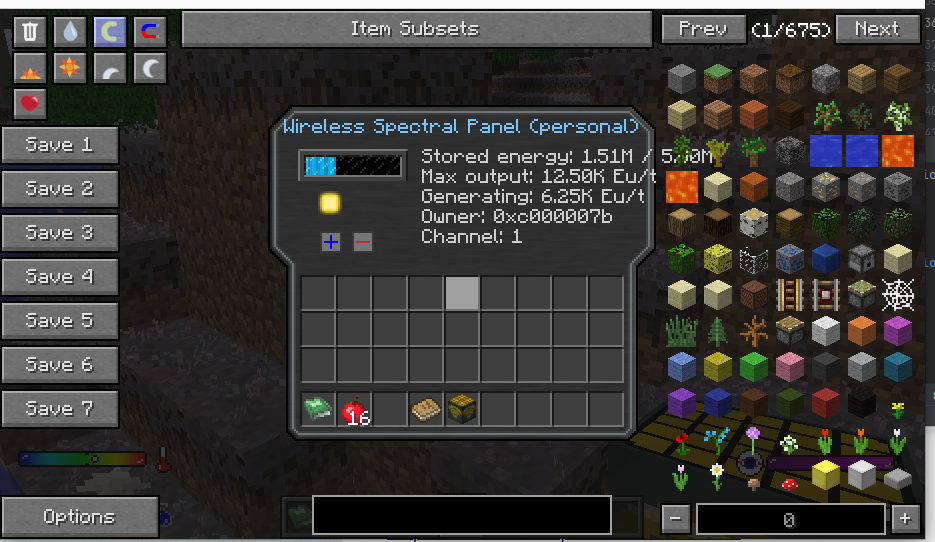 Item Subsets
Prev
(1/675)
Next
Save 1
Save 2
Save 3
Save 4
Save 5
Save 6
Save 7
Options
Wireless Spectral Panel (personal)
Stored energy: 1.51M / 5.00M
Max output: 12.50K Eu/t
Generating: 6.25K Eu/t
Owner: 0xc000007b
Channel: 1
+
-
16
-
0
+